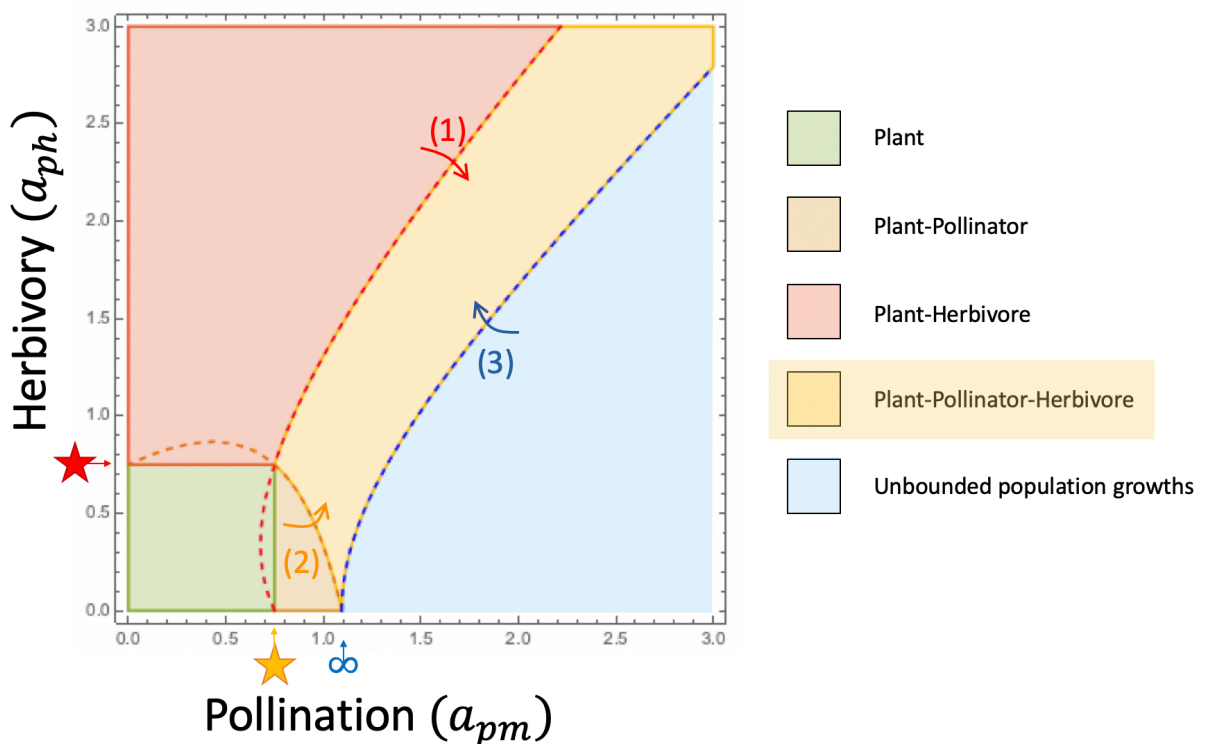 3.0
2.5
2.0
1.5
1.0
0.5
0.0
Herbivory (a_ph)
(1)
(3)
(2)
0.0 0.5 1.0 1.5 2.0 2.5 3.0
∞
Pollination (a_pm)
Plant
Plant-Pollinator
Plant-Herbivore
Plant-Pollinator-Herbivore
Unbounded population growths